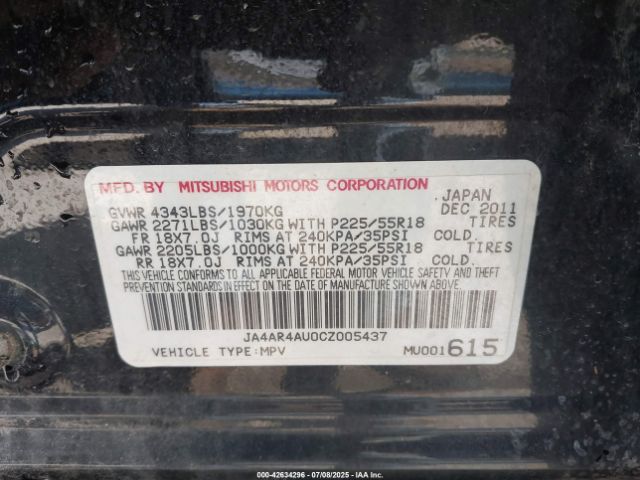 MFD. BY MITSUBISHI MOTORS CORPORATION
JAPAN
GVWR 4343LBS/1970KG DEC 2011
GAWR 2271LBS/1030KG WITH P225/55R18 TIRES
FR 18X7.0J RIMS AT 240KPA/35PSI COLD.
GAWR 2205LBS/1000KG WITH P225/55R18 TIRES
RR 18X7.0J RIMS AT 240KPA/35PSI COLD.
THIS VEHICLE CONFORMS TO ALL APPLICABLE FEDERAL MOTOR VEHICLE SAFETY AND THEFT
PREVENTION STANDARDS IN EFFECT ON THE DATE OF MANUFACTURE SHOWN ABOVE.
JA4AR4AU0CZ005437
VEHICLE TYPE:MPV MU001615
000-42634296 - 07/08/2025 - IAA Inc.